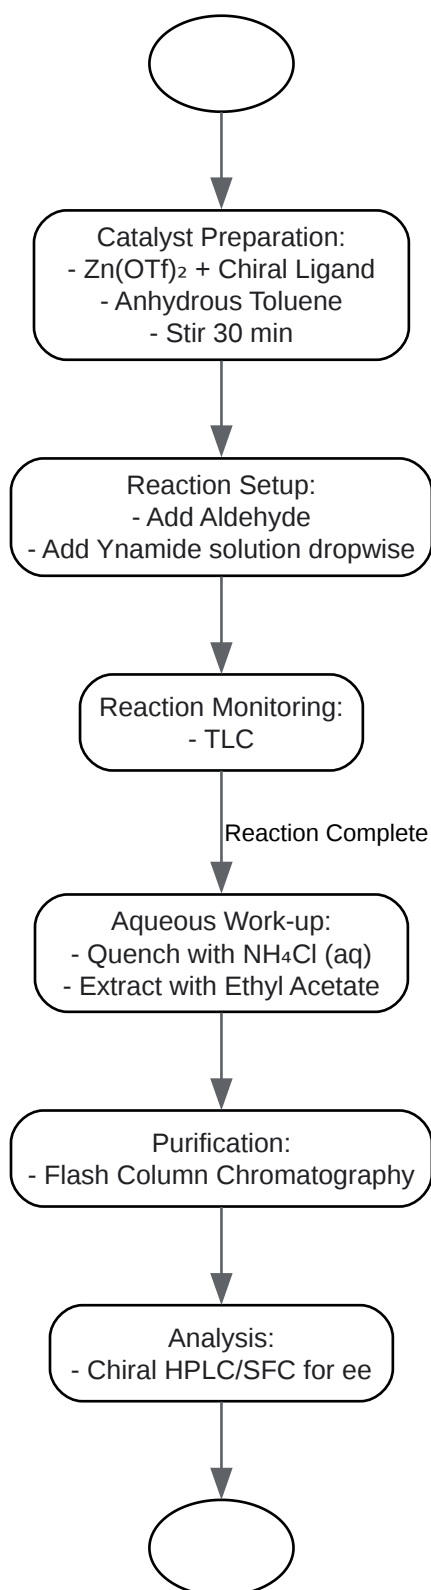 Catalyst Preparation:
- Zn(OTf)₂ + Chiral Ligand
- Anhydrous Toluene
- Stir 30 min
Reaction Setup:
- Add Aldehyde
- Add Ynamide solution dropwise
Reaction Monitoring:
- TLC
Reaction Complete
Aqueous Work-up:
- Quench with NH₄Cl (aq)
- Extract with Ethyl Acetate
Purification:
- Flash Column Chromatography
Analysis:
- Chiral HPLC/SFC for ee